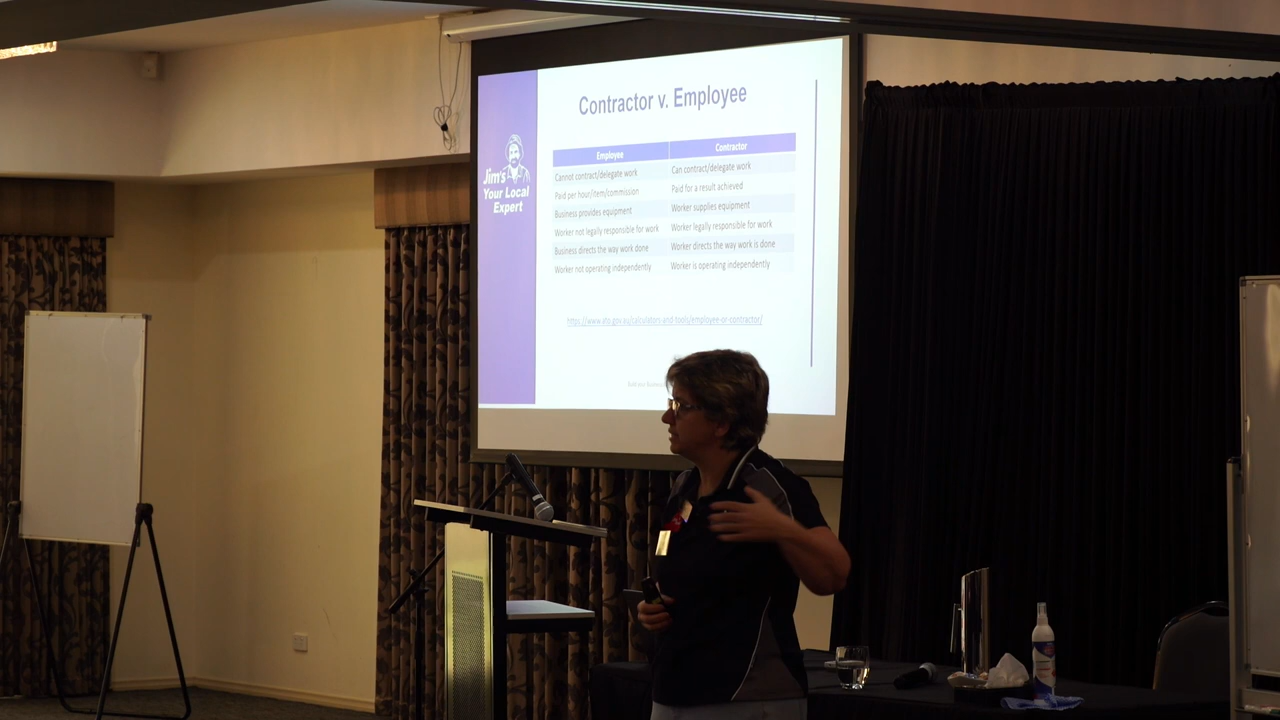 Contractor v. Employee
Jim's
Your Local
Expert
Employee Contractor
Cannot contract/delegate work Can contract/delegate work
Paid per hour/item/commission Paid for a result achieved
Business provides equipment Worker supplies equipment
Worker not legally responsible for work Worker legally responsible for work
Business directs the way work done Worker directs the way work is done
Worker not operating independently Worker is operating independently
https://www.ato.gov.au/calculators-and-tools/employee-or-contractor/